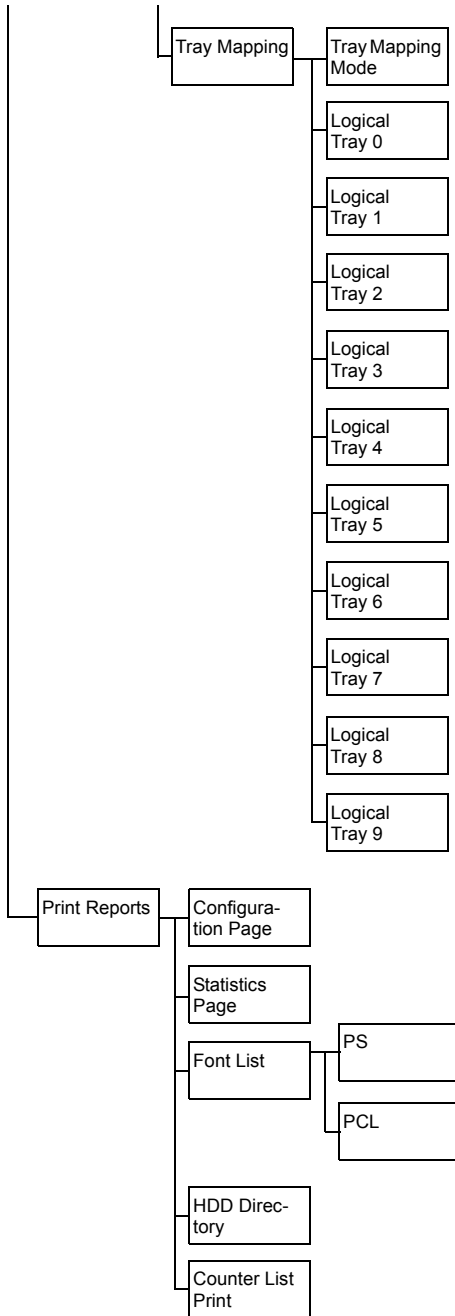 Tray Mapping
Tray Mapping
Mode
Logical
Tray 0
Logical
Tray 1
Logical
Tray 2
Logical
Tray 3
Logical
Tray 4
Logical
Tray 5
Logical
Tray 6
Logical
Tray 7
Logical
Tray 8
Logical
Tray 9
Print Reports
Configura-
tion Page
Statistics
Page
Font List
PS
PCL
HDD Direc-
tory
Counter List
Print